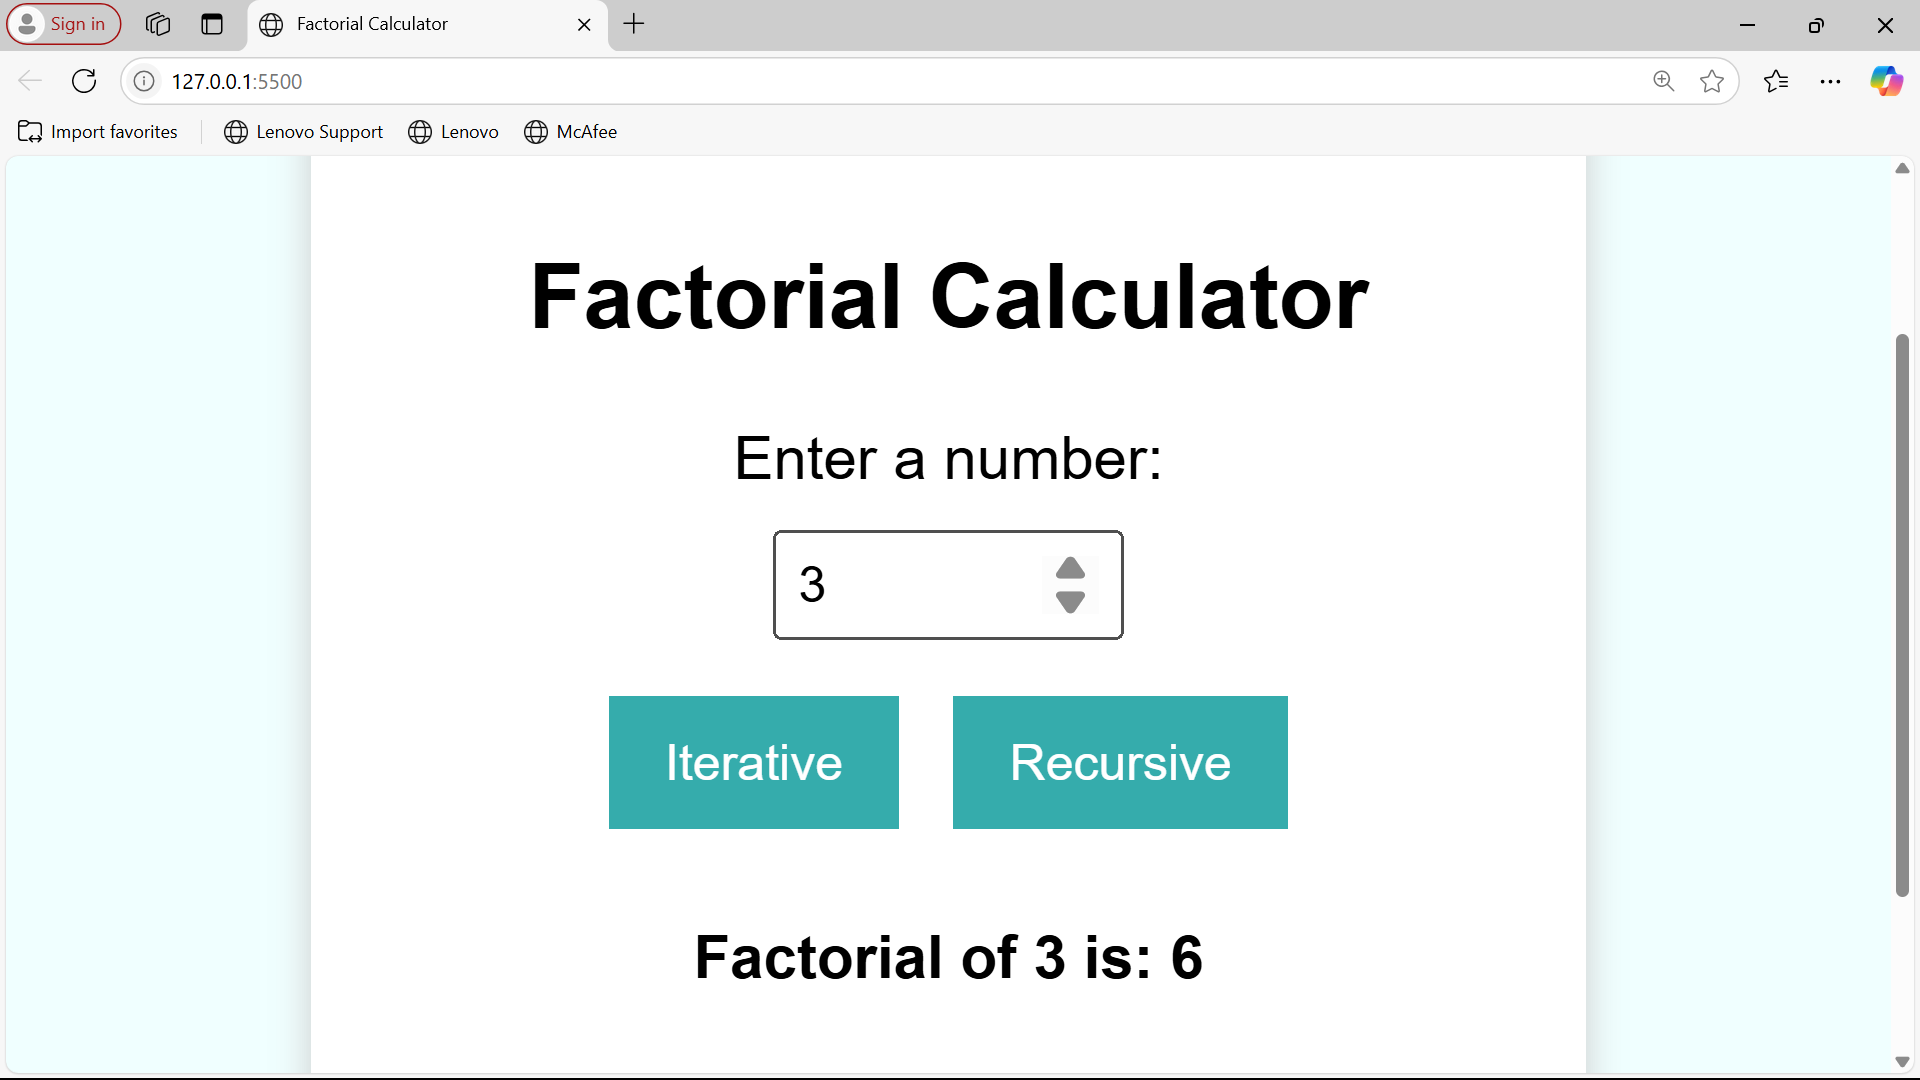 Sign in
Factorial Calculator
127.0.0.1:5500
Import favorites
Lenovo Support
Lenovo
McAfee
Factorial Calculator
Enter a number:
3
Iterative
Recursive
Factorial of 3 is: 6